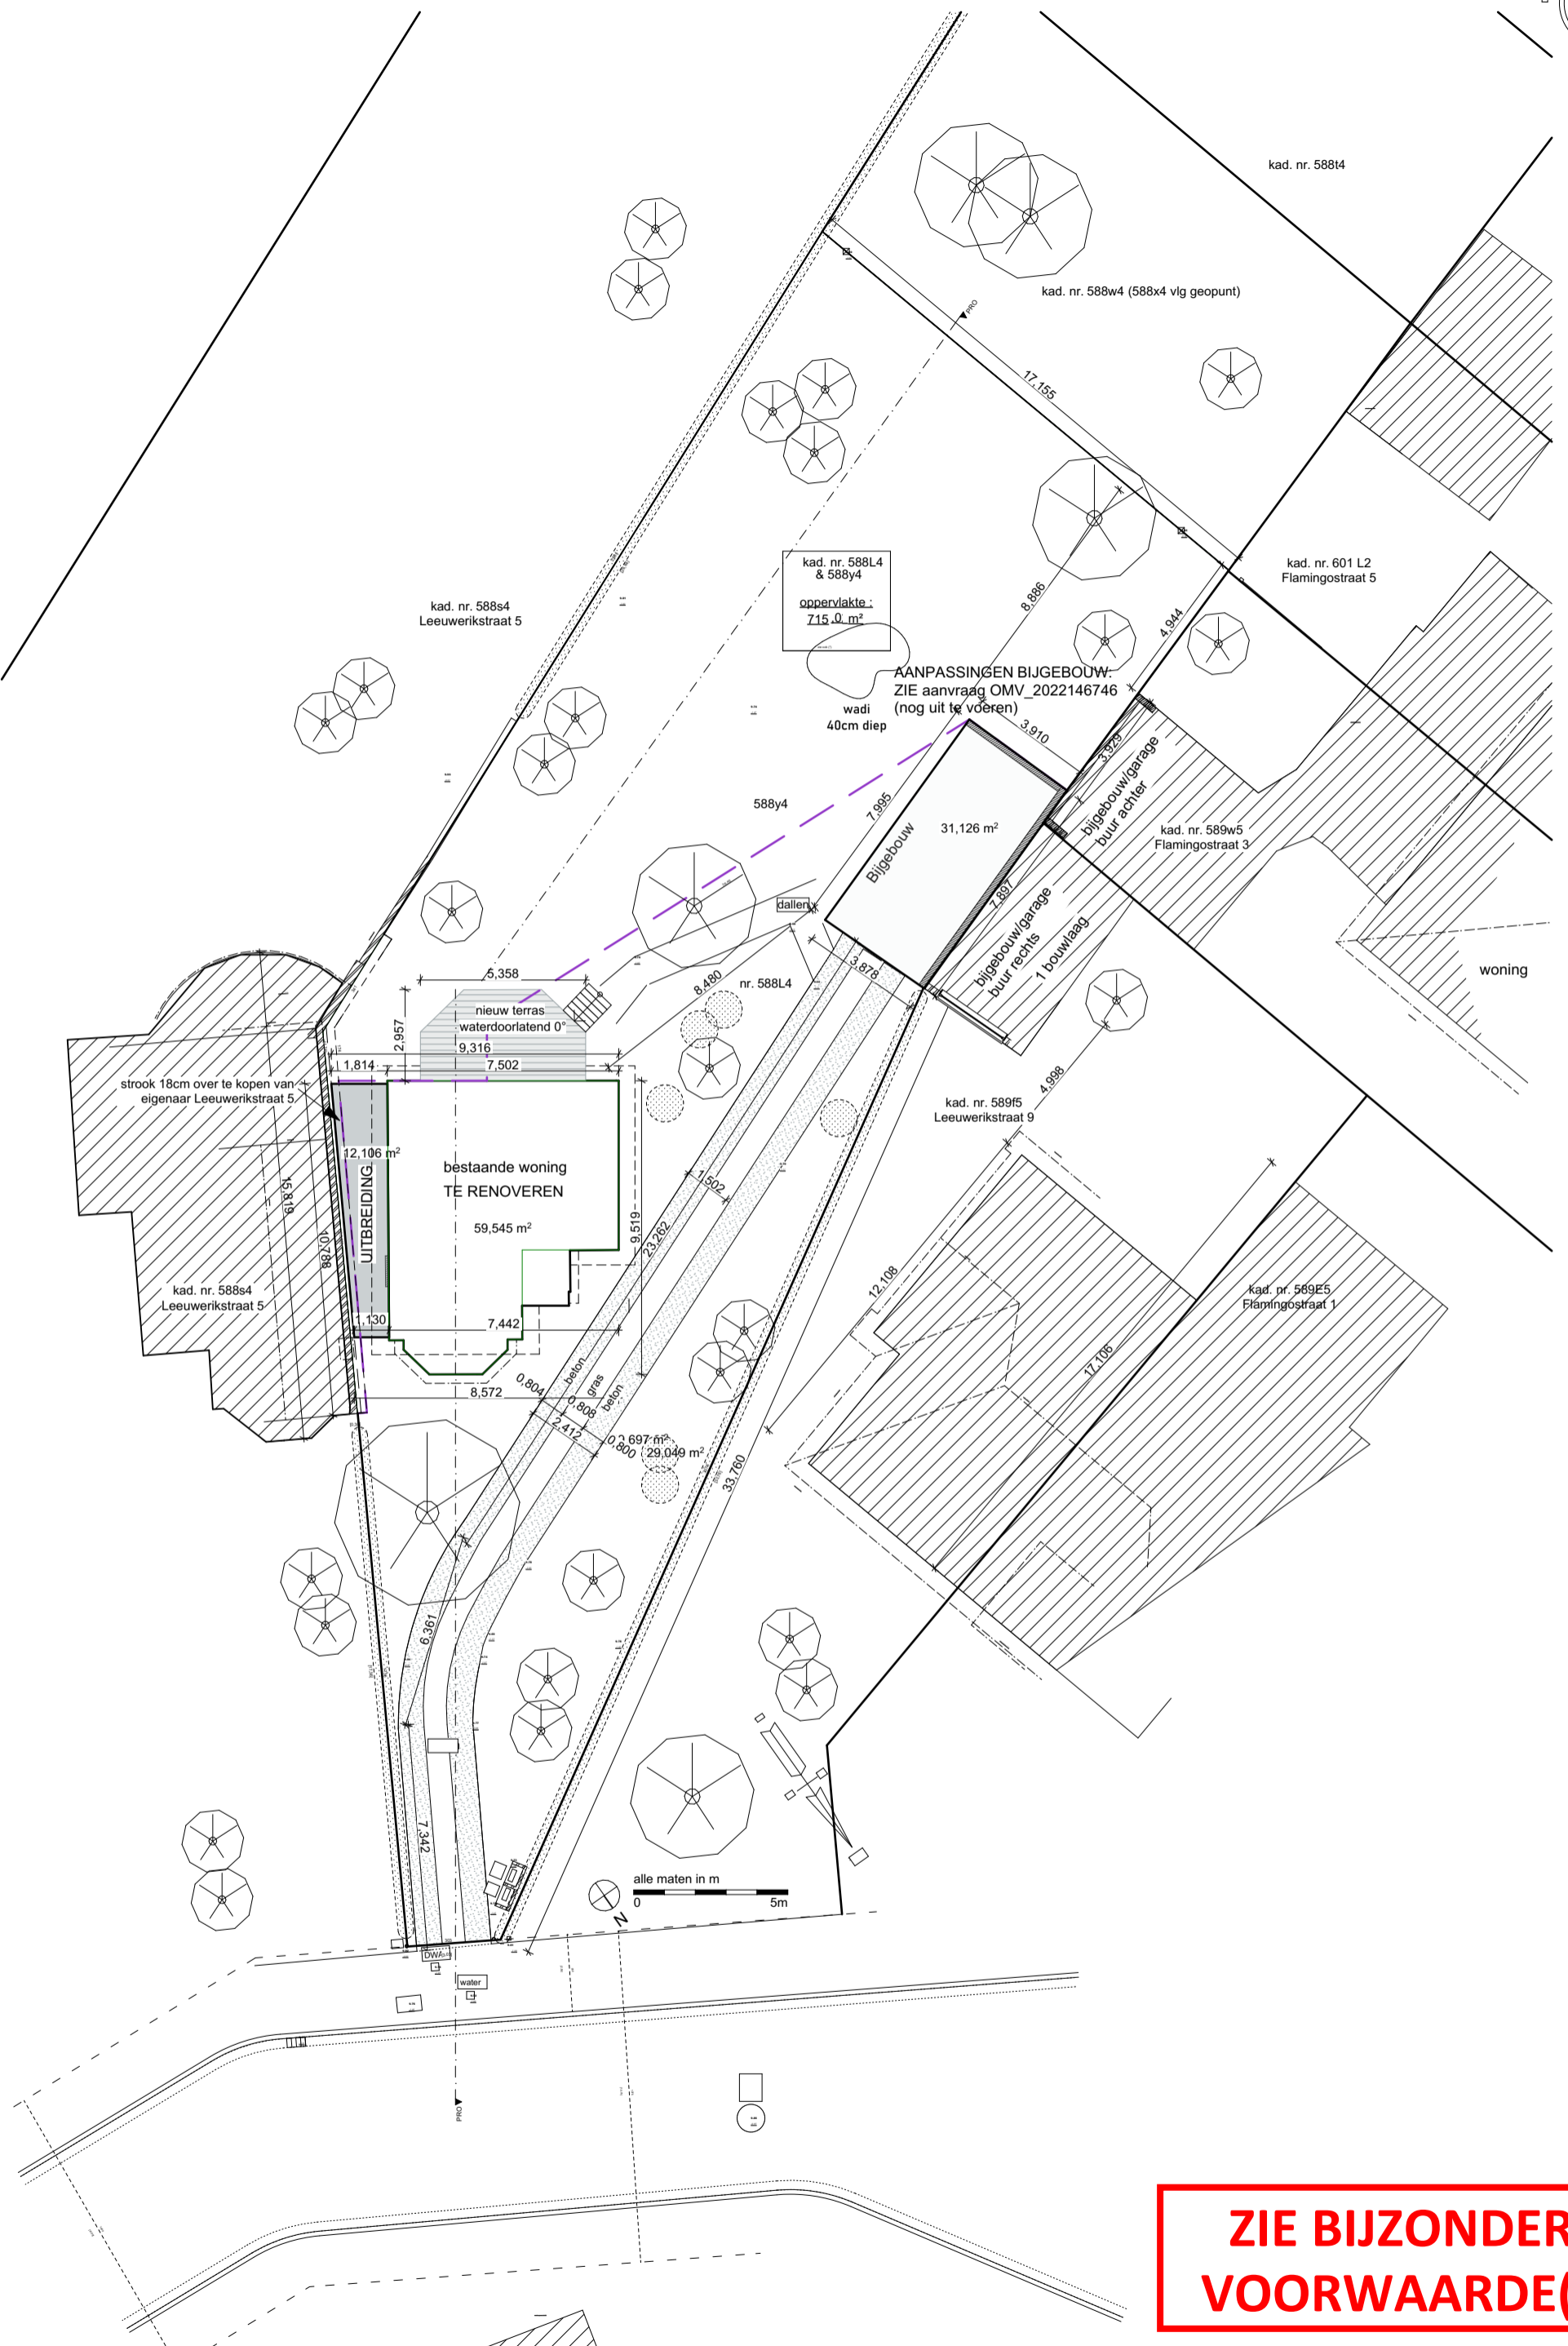 kad. nr. 588t4
kad. nr. 588w4 (588x4 vlg geopunt)
PRO
17,155
kad. nr. 588L4
& 588y4
oppervlakte :
715.0 m²
kad. nr. 601 L2
Flamingostraat 5
kad. nr. 588s4
Leeuwerikstraat 5
8,886
4,944
AANPASSINGEN BIJGEBOUW:
ZIE aanvraag OMV_2022146746
(nog uit te voeren)
wadi
40cm diep
3,910
3,929
bijgebouw/garage
buur achter
588y4
7,995
31,126 m²
Bijgebouw
kad. nr. 589w5
Flamingostraat 3
7,897
bijgebouw/garage
buur rechts
1 bouwlaag
dallen
woning
3,878
5,358
8,480
nr. 588L4
nieuw terras
waterdoorlatend 0°
2,957
9,316
1,814
7,502
strook 18cm over te kopen van
eigenaar Leeuwerikstraat 5
4,998
kad. nr. 589f5
Leeuwerikstraat 9
12,106 m²
UITBREIDING
bestaande woning
TE RENOVEREN
59,545 m²
1,502
15,819
10,788
9,519
23,262
kad. nr. 588s4
Leeuwerikstraat 5
12,108
kad. nr. 589E5
Flamingostraat 1
1,130
7,442
17,106
8,572
0,804
beton
gras
beton
0,808
2,412
0,800
697 m²
29,049 m²
33,760
6,361
7,342
alle maten in m
0
5m
N
DWA
water
PRO
ZIE BIJZONDER
VOORWAARDE(